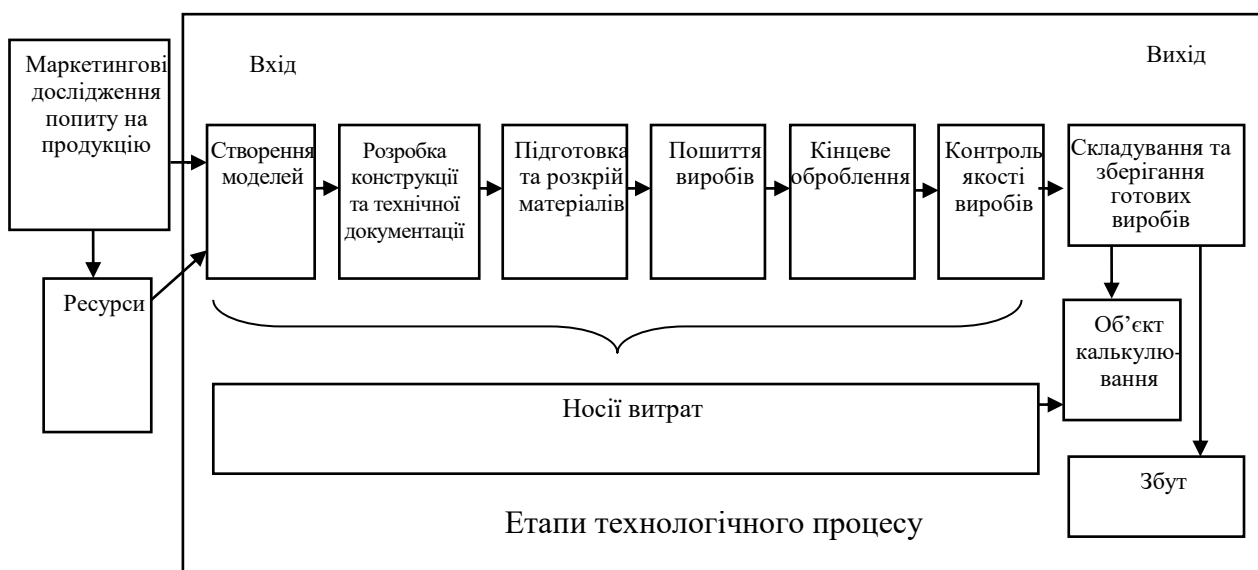 Маркетингові
дослідження
попиту на
продукцію
Ресурси
Вхід
Вихід
Створення
моделей
Розробка
конструкції
та технічної
документації
Підготовка
та розкрій
матеріалів
Пошиття
виробів
Кінцеве
оброблення
Контроль
якості
виробів
Складування та
зберігання
готових
виробів
Об’єкт
калькулю-
вання
Носії витрат
Збут
Етапи технологічного процесу